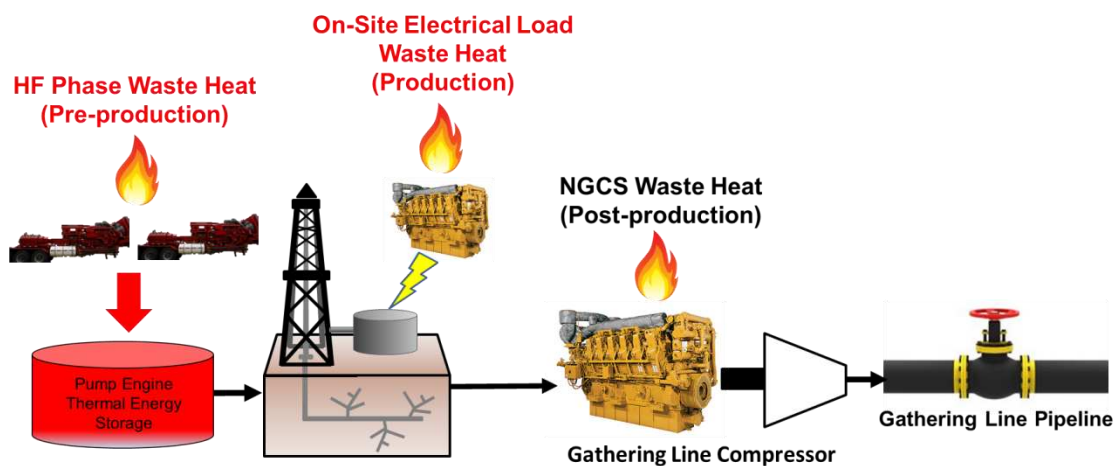 On-Site Electrical Load
Waste Heat
(Production)
HF Phase Waste Heat
(Pre-production)
NGCS Waste Heat
(Post-production)
Pump Engine
Thermal Energy
Storage
Gathering Line Compressor
Gathering Line Pipeline